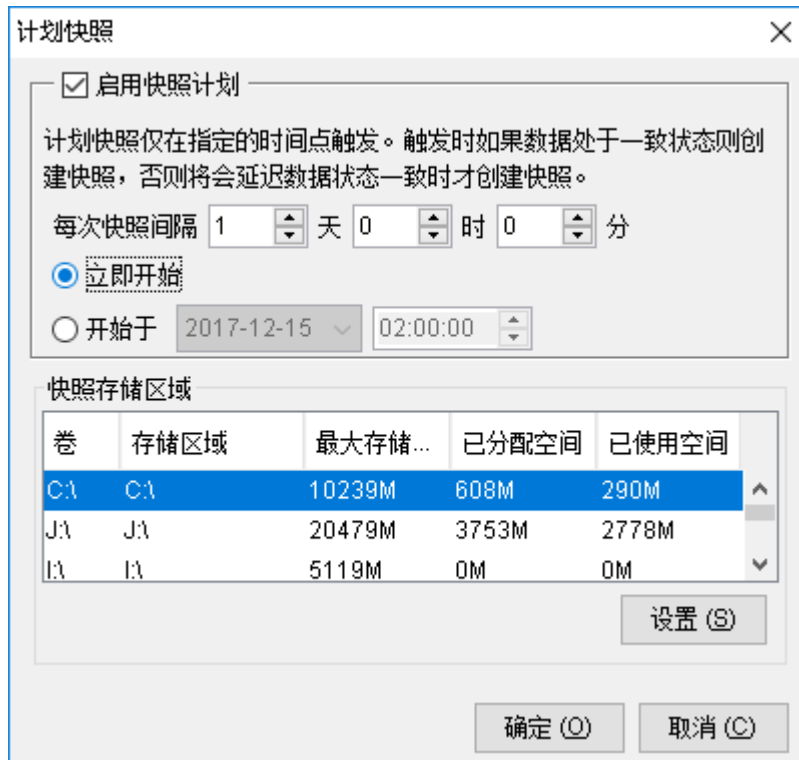 计划快照
启用快照计划
计划快照仅在指定的时间点触发。触发时如果数据处于一致状态则创
建快照，否则将会延迟数据状态一致时才创建快照。
每次快照间隔 1 天 0 时 0 分
立即开始
开始于 2017-12-15 02:00:00
快照存储区域
卷 存储区域 最大存储... 已分配空间 已使用空间
C:\ C:\ 10239M 608M 290M
J:\ J:\ 20479M 3753M 2778M
I:\ I:\ 5119M 0M 0M
设置 (S)
确定 (O) 取消 (C)